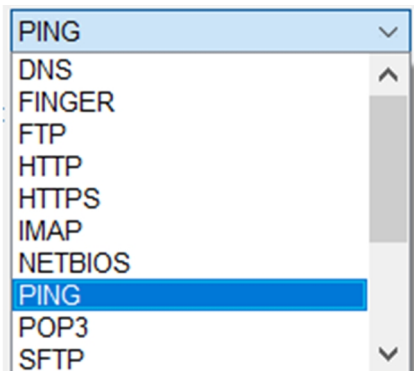 PING
DNS
FINGER
FTP
HTTP
HTTPS
IMAP
NETBIOS
PING
POP3
SFTP